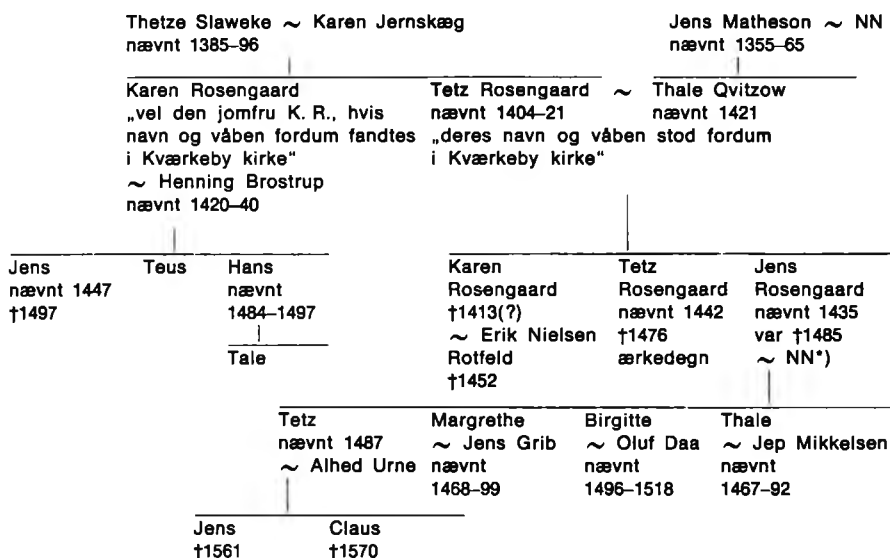 Thetze Slaweke ~ Karen Jernskæg
nævnt 1385–96
Jens Matheson ~ NN
nævnt 1355–65
Karen Rosengaard
„vel den jomfru K. R., hvis
navn og våben fordum fandtes
i Kværkeby kirke“
~ Henning Brostrup
nævnt 1420–40
Tetz Rosengaard ~ Thale Qvitzow
nævnt 1404–21 nævnt 1421
„deres navn og våben stod fordum
i Kværkeby kirke“
Jens
nævnt 1447
†1497
Teus
Hans
nævnt
1484–1497
Tale
Karen
Rosengaard
†1413(?)
~ Erik Nielsen
Rotfeld
†1452
Tetz
Rosengaard
nævnt 1442
†1476
ærkedegn
Jens
Rosengaard
nævnt 1435
var †1485
~ NN*)
Tetz
nævnt 1487
~ Alhed Urne
Margrethe
~ Jens Grib
nævnt
1468–99
Birgitte
~ Oluf Daa
nævnt
1496–1518
Thale
~ Jep Mikkelsen
nævnt
1467–92
Jens
†1561
Claus
†1570